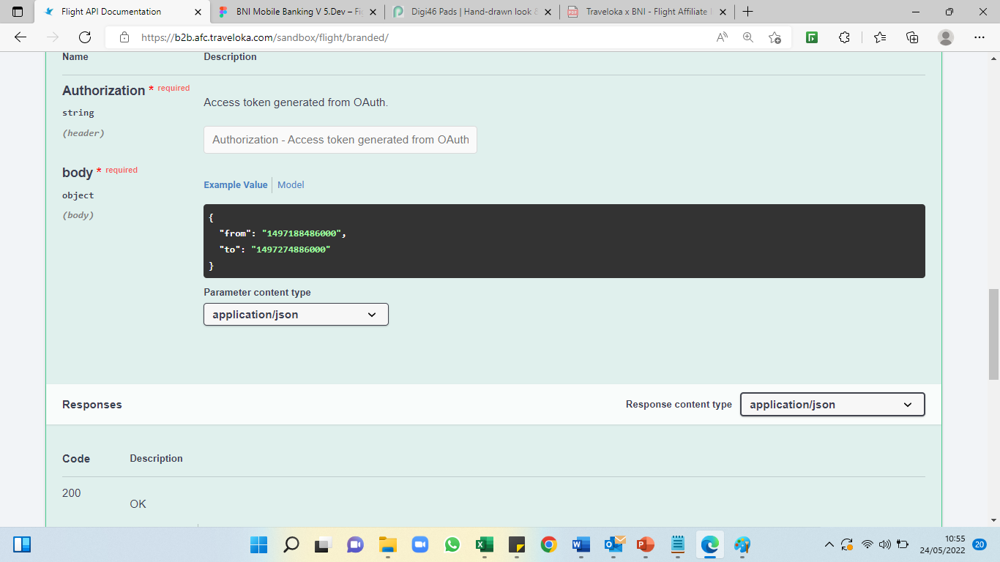 Flight API Documentation
BNI Mobile Banking V 5.Dev – Fi
Digi46 Pads | Hand-drawn look &
Traveloka x BNI - Flight Affiliate
https://b2b.afc.traveloka.com/sandbox/flight/branded/
Name Description
Authorization * required
string
(header)
Access token generated from OAuth.
Authorization - Access token generated from OAuth
body * required
object
(body)
Example Value Model
{
"from": "1497188486000",
"to": "1497274886000"
}
Parameter content type
application/json
Responses
Response content type
application/json
Code Description
200
OK
10:55
24/05/2022
20